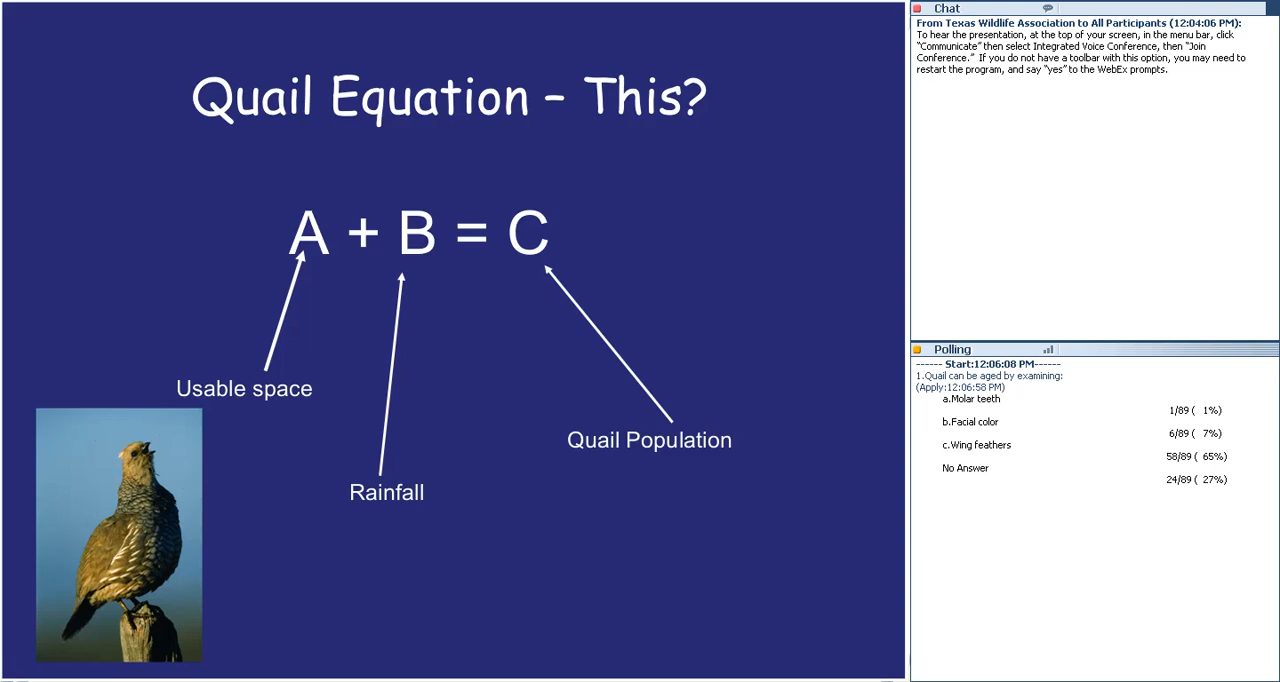 Quail Equation – This?
A + B = C
Usable space
Quail Population
Rainfall
Chat
From Texas Wildlife Association to All Participants (12:04:06 PM):
To hear the presentation, at the top of your screen, in the menu bar, click
“Communicate” then select Integrated Voice Conference, then “Join
Conference.”  If you do not have a toolbar with this option, you may need to
restart the program, and say “yes” to the WebEx prompts.
Polling
------ Start:12:06:08 PM------
1.Quail can be aged by examining:
(Apply:12:06:58 PM)
a.Molar teeth
1/89 (  1%)
b.Facial color
6/89 (  7%)
c.Wing feathers
58/89 ( 65%)
No Answer
24/89 ( 27%)